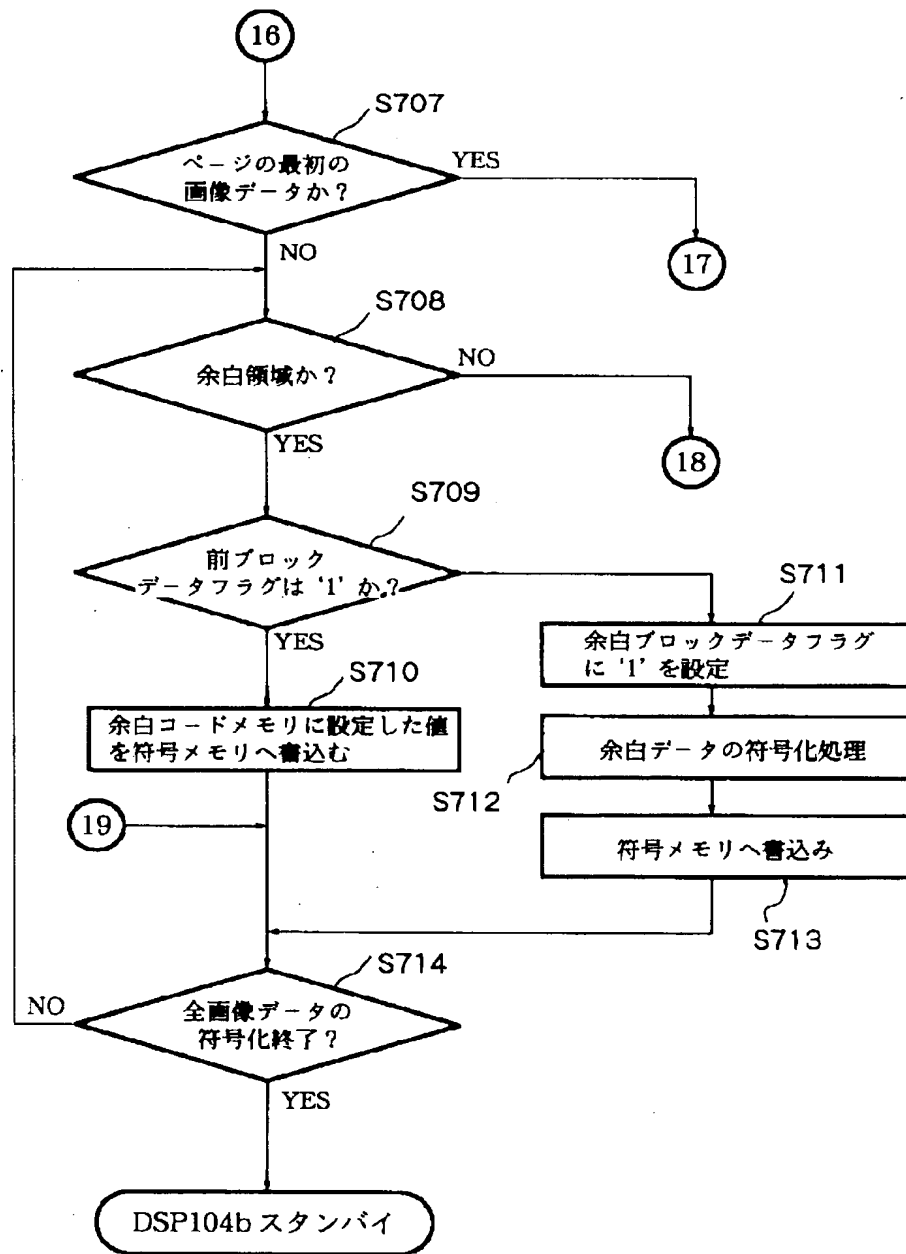 16
S707
ページの最初の
画像データか?
YES
NO
17
S708
余白領域か?
NO
YES
18
S709
前ブロック
データフラグは '1' か?
YES
S711
余白ブロックデータフラグ
に '1' を設定
S710
余白コードメモリに設定した値
を符号メモリへ書込む
余白データの符号化処理
S712
19
符号メモリへ書込み
S713
S714
NO
全画像データの
符号化終了?
YES
DSP104b スタンバイ